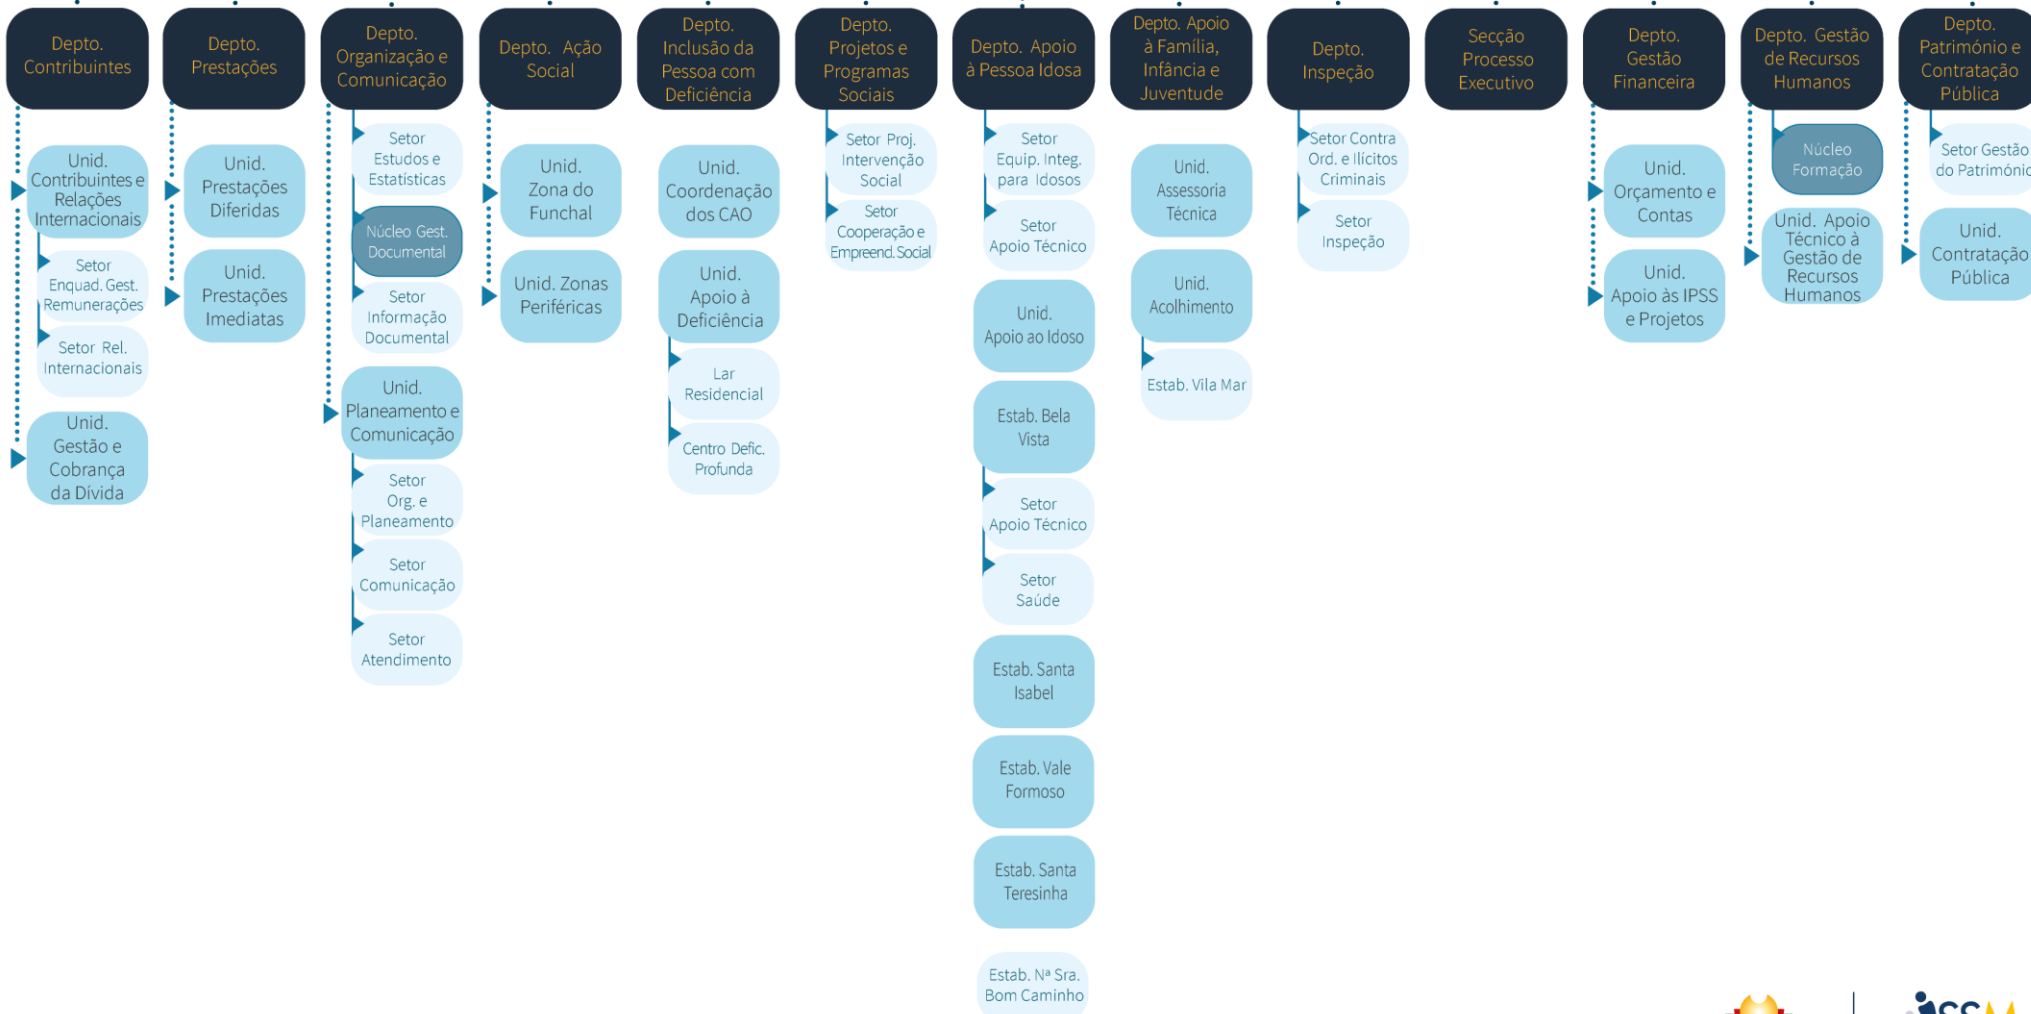 Depto.
Contribuintes
Unid.
Contribuintes e
Relações
Internacionais
Setor
Enquad. Gest.
Remunerações
Setor Rel.
Internacionais
Unid.
Gestão e
Cobrança
da Dívida
Depto.
Prestações
Unid.
Prestações
Diferidas
Unid.
Prestações
Imediatas
Depto.
Organização e
Comunicação
Setor
Estudos e
Estatísticas
Núcleo Gest.
Documental
Setor
Informação
Documental
Unid.
Planeamento e
Comunicação
Setor
Org. e
Planeamento
Setor
Comunicação
Setor
Atendimento
Depto. Ação
Social
Unid.
Zona do
Funchal
Unid. Zonas
Periféricas
Depto.
Inclusão da
Pessoa com
Deficiência
Unid.
Coordenação
dos CAO
Unid.
Apoio à
Deficiência
Lar
Residencial
Centro Defic.
Profunda
Depto.
Projetos e
Programas
Sociais
Setor Proj.
Intervenção
Social
Setor
Cooperação e
Empreend. Social
Depto. Apoio
à Pessoa Idosa
Setor
Equip. Integ.
para Idosos
Setor
Apoio Técnico
Unid.
Apoio ao Idoso
Estab. Bela
Vista
Setor
Apoio Técnico
Setor
Saúde
Estab. Santa
Isabel
Estab. Vale
Formoso
Estab. Santa
Teresinha
Estab. Nª Sra.
Bom Caminho
Depto. Apoio
à Família,
Infância e
Juventude
Unid.
Assessoria
Técnica
Unid.
Acolhimento
Estab. Vila Mar
Depto.
Inspeção
Setor Contra
Ord. e Ilícitos
Criminais
Setor
Inspeção
Secção
Processo
Executivo
Depto.
Gestão
Financeira
Unid.
Orçamento e
Contas
Unid.
Apoio às IPSS
e Projetos
Depto. Gestão
de Recursos
Humanos
Núcleo
Formação
Unid. Apoio
Técnico à
Gestão de
Recursos
Humanos
Depto.
Património e
Contratação
Pública
Setor Gestão
do Património
Unid.
Contratação
Pública
ISSM